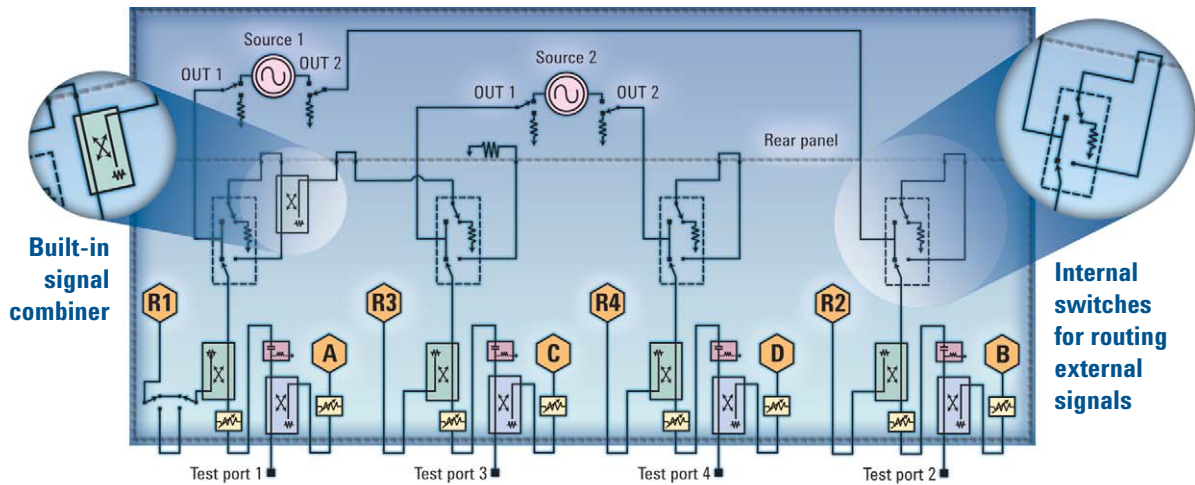 Source 1
OUT 1
OUT 2
Source 2
OUT 1
OUT 2
Rear panel
Built-in
signal
combiner
Internal
switches
for routing
external
signals
R1
R3
R4
R2
A
C
D
B
Test port 1
Test port 3
Test port 4
Test port 2